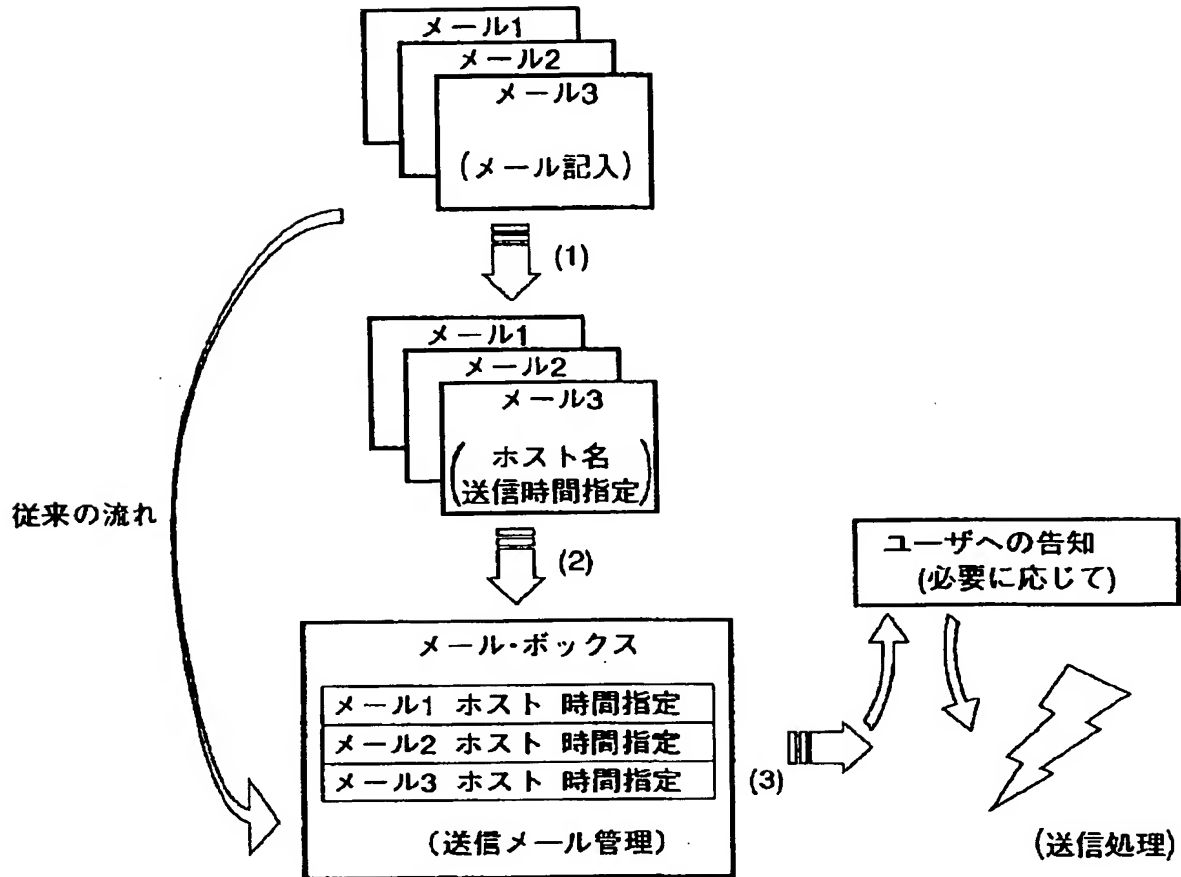 メール1
メール2
メール3
(メール記入)
(1)
メール1
メール2
メール3
(ホスト名
送信時間指定)
従来の流れ
(2)
ユーザへの告知
(必要に応じて)
メール・ボックス
メール1 ホスト 時間指定
メール2 ホスト 時間指定
メール3 ホスト 時間指定
(3)
(送信メール管理)
(送信処理)